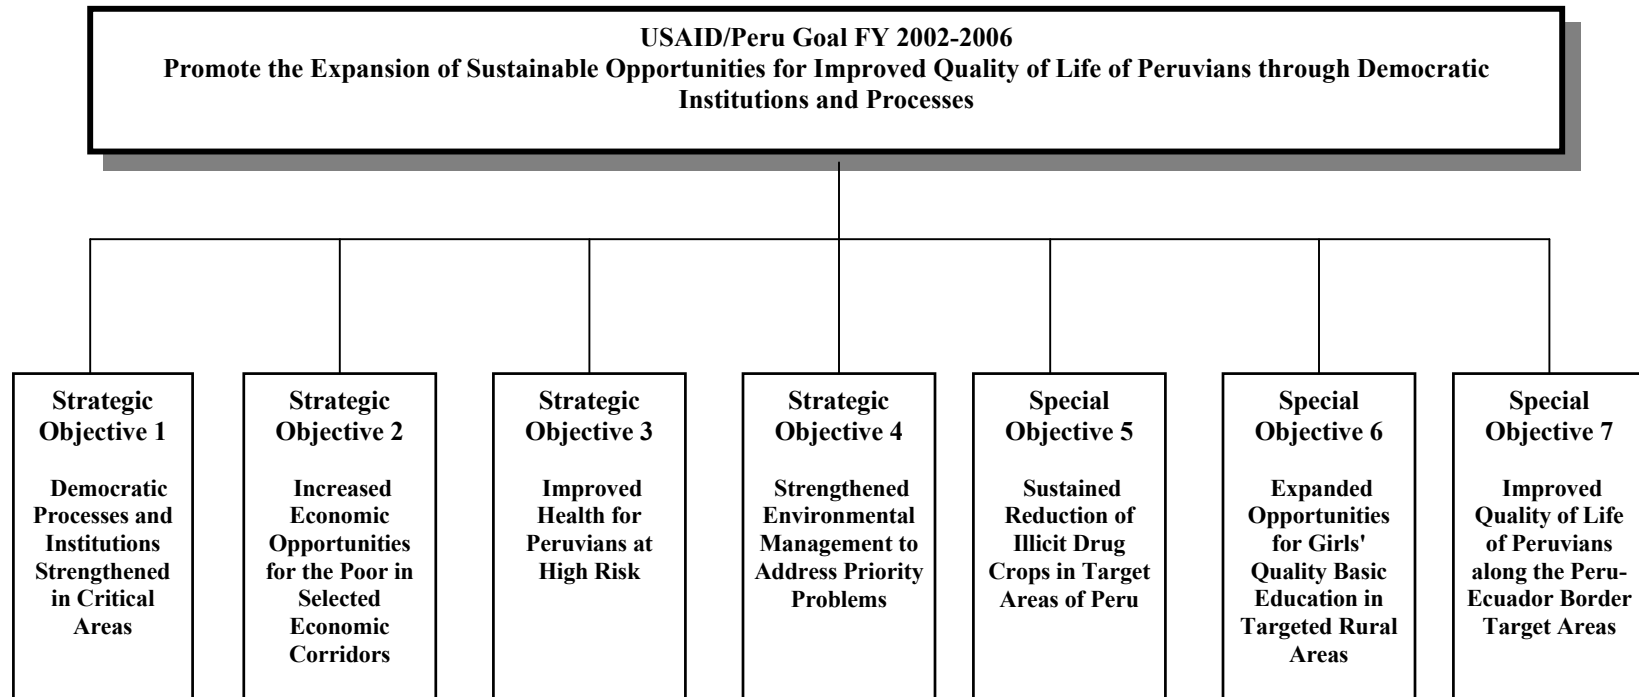 USAID/Peru Goal FY 2002-2006
Promote the Expansion of Sustainable Opportunities for Improved Quality of Life of Peruvians through Democratic
Institutions and Processes
Strategic
Objective 1
Democratic
Processes and
Institutions
Strengthened
in Critical
Areas
Strategic
Objective 2
Increased
Economic
Opportunities
for the Poor in
Selected
Economic
Corridors
Strategic
Objective 3
Improved
Health for
Peruvians at
High Risk
Strategic
Objective 4
Strengthened
Environmental
Management to
Address Priority
Problems
Special
Objective 5
Sustained
Reduction of
Illicit Drug
Crops in Target
Areas of Peru
Special
Objective 6
Expanded
Opportunities
for Girls'
Quality Basic
Education in
Targeted Rural
Areas
Special
Objective 7
Improved
Quality of Life
of Peruvians
along the Peru-
Ecuador Border
Target Areas